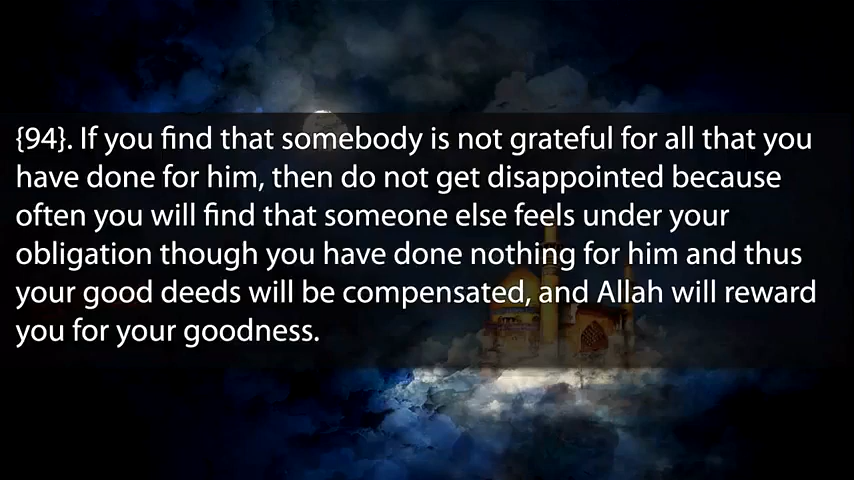 {94}. If you find that somebody is not grateful for all that you
have done for him, then do not get disappointed because
often you will find that someone else feels under your
obligation though you have done nothing for him and thus
your good deeds will be compensated, and Allah will reward
you for your goodness.